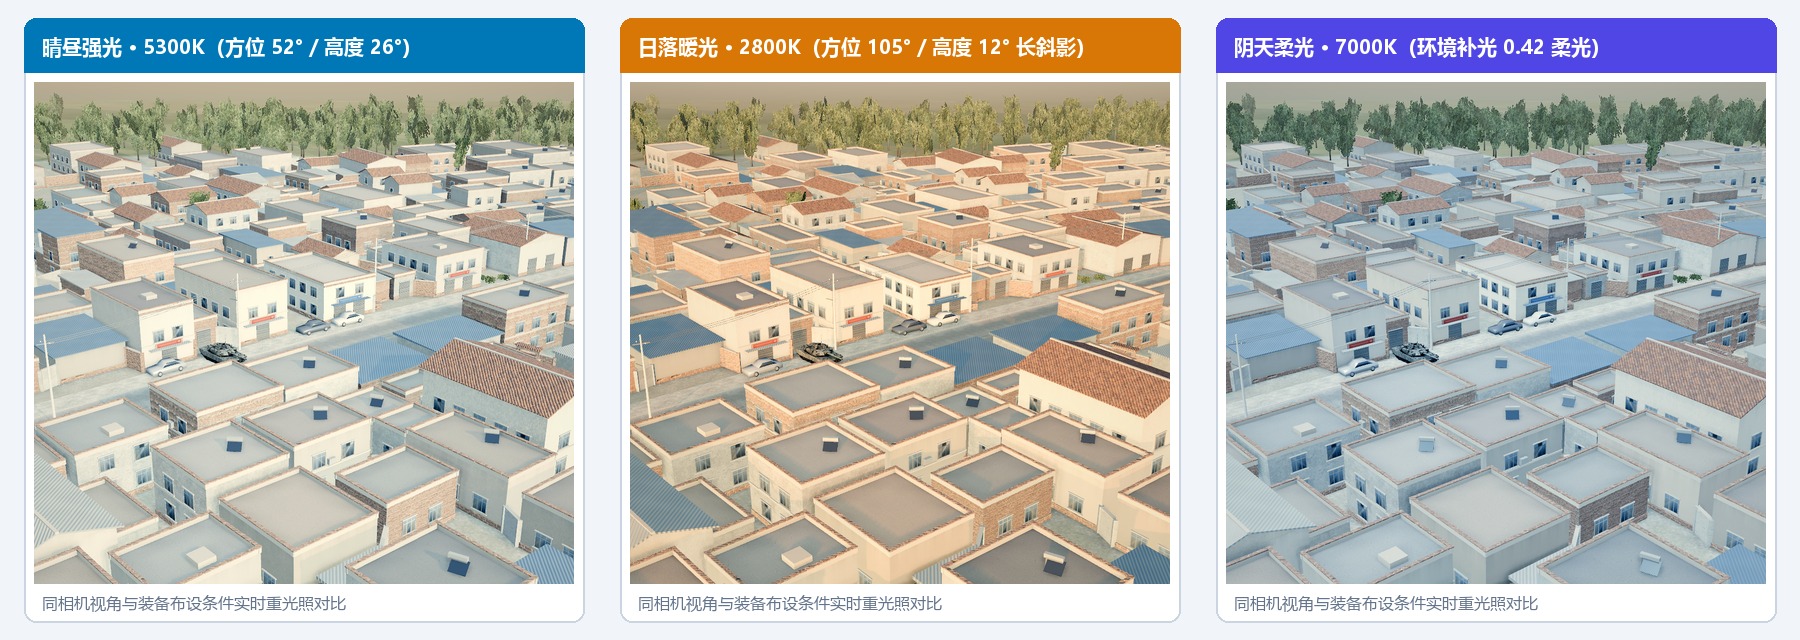 晴昼强光 • 5300K（方位 52° / 高度 26°）
日落暖光 • 2800K（方位 105° / 高度 12° 长斜影）
阴天柔光 • 7000K（环境补光 0.42 柔光）
同相机视角与装备布设条件实时重光照对比
同相机视角与装备布设条件实时重光照对比
同相机视角与装备布设条件实时重光照对比